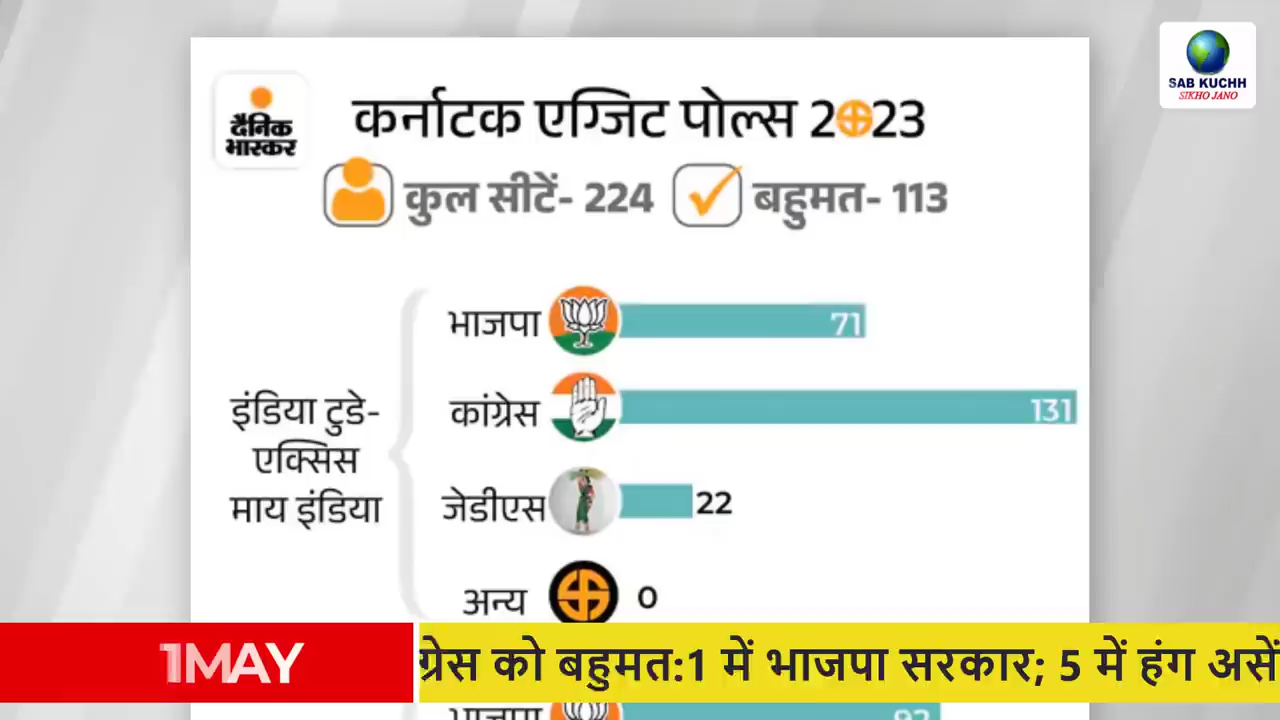 SAB KUCHH
SIKHO JANO
दैनिक
भास्कर
कर्नाटक एग्जिट पोल्स 2023
कुल सीटें- 224 बहुमत- 113
भाजपा 71
इंडिया टुडे-
एक्सिस
माय इंडिया
कांग्रेस 131
जेडीएस 22
अन्य 0
1MAY
ग्रेस को बहुमत:1 में भाजपा सरकार; 5 में हंग असें
भाजपा